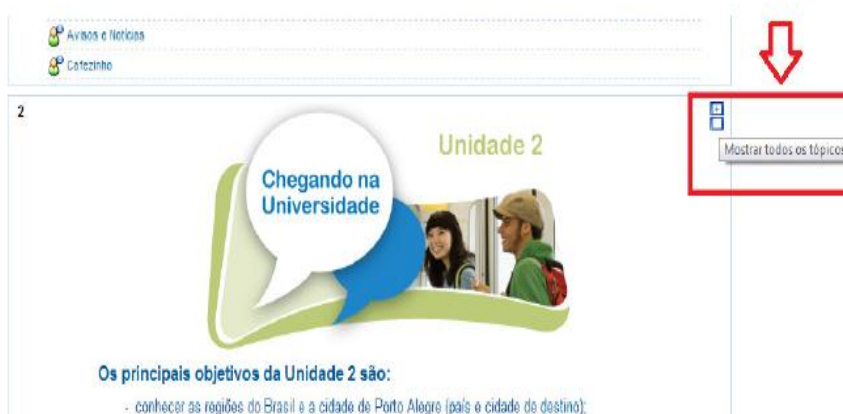 Avisos e Notícias
Cafezinho
2
Unidade 2
Chegando na
Universidade
Mostrar todos os tópicos
Os principais objetivos da Unidade 2 são:
- conhecer as regiões do Brasil e a cidade de Porto Alegre (país e cidade de destino);